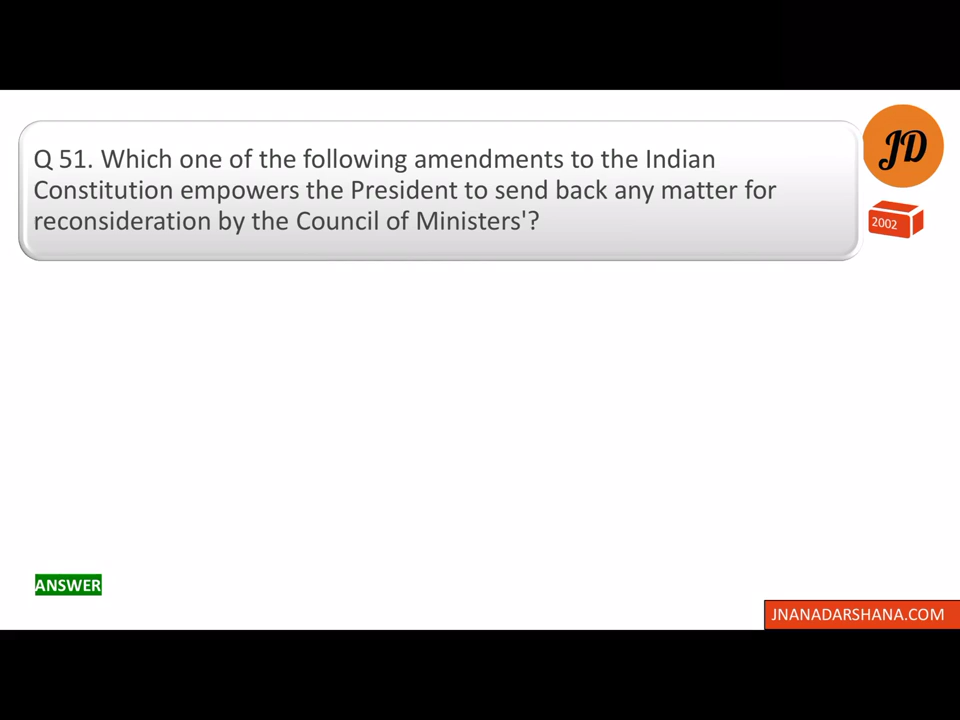 Q 51. Which one of the following amendments to the Indian
Constitution empowers the President to send back any matter for
reconsideration by the Council of Ministers'?
JD
2002
ANSWER
JNANADARSHANA.COM